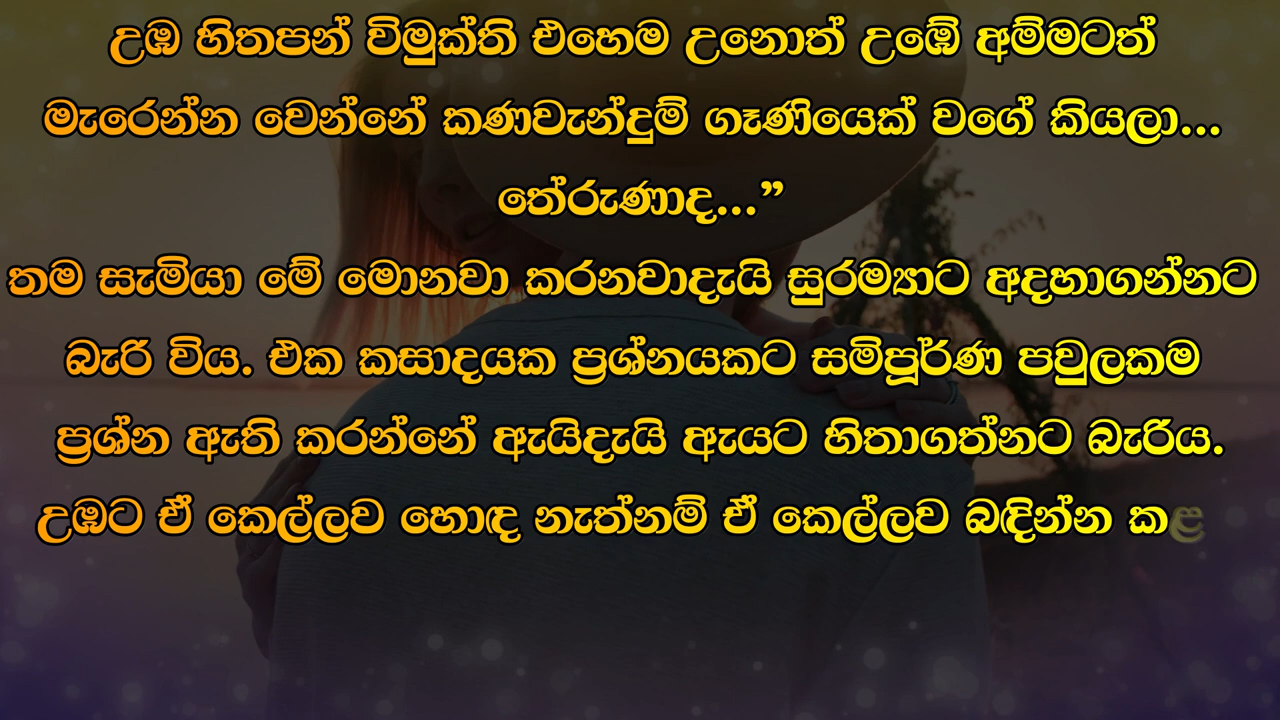 උඹ හිතපන් විමුක්ති එහෙම උනොත් උඹේ අම්මටත්
මැරෙන්න වෙන්නේ කණවැන්දුම් ගෑණියෙක් වගේ කියලා...
තේරුණාද...”
තම සැමියා මේ මොනවා කරනවාදැයි සුරම්‍යාට අදහාගන්නට
බැරි විය. එක කසාදයක ප්‍රශ්නයකට සම්පූර්ණ පවුලකම
ප්‍රශ්න ඇති කරන්නේ ඇයිදැයි ඇයට හිතාගත්නට බැරිය.
උඹට ඒ කෙල්ලව හොඳ නැත්නම් ඒ කෙල්ලව බඳින්න කළ